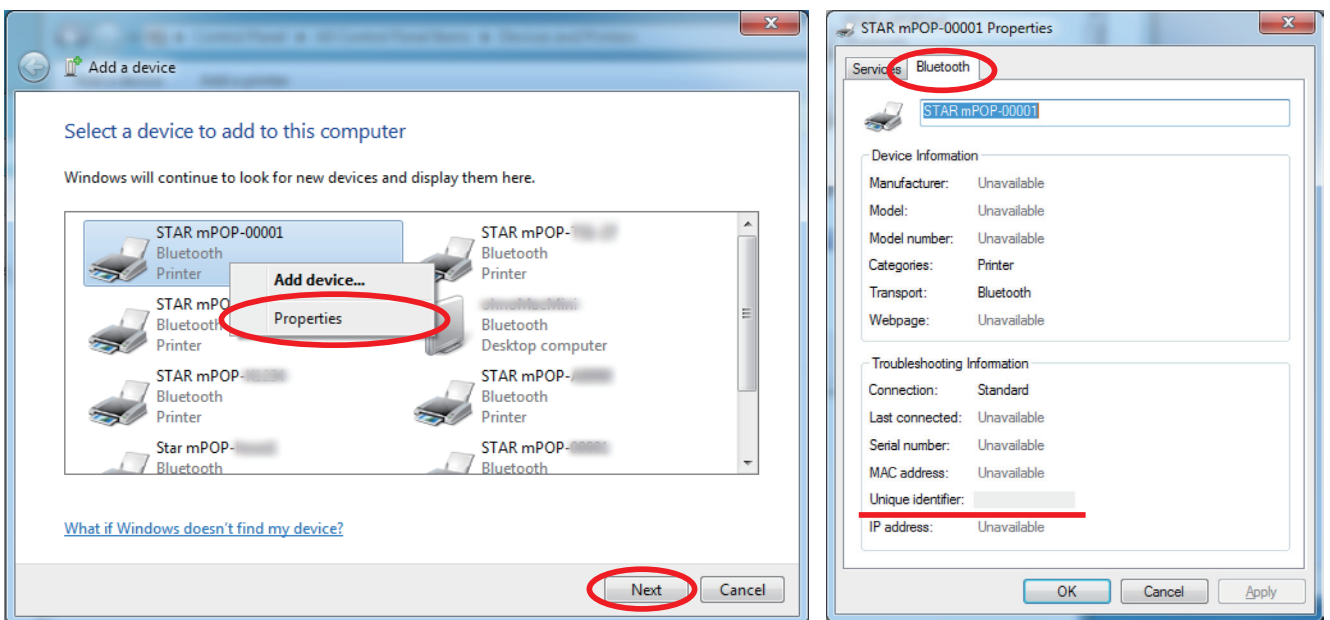 Add a device
Select a device to add to this computer
Windows will continue to look for new devices and display them here.
STAR mPOP-00001
Bluetooth
Printer
STAR mPOP-
Bluetooth
Printer
Add device...
Properties
STAR mPO
Bluetooth
Printer
Bluetooth
Desktop computer
STAR mPOP-
Bluetooth
Printer
STAR mPOP-
Bluetooth
Printer
Star mPOP-
Bluetooth
STAR mPOP-
Bluetooth
What if Windows doesn't find my device?
Next Cancel
STAR mPOP-00001 Properties
Services Bluetooth
STAR mPOP-00001
Device Information
Manufacturer: Unavailable
Model: Unavailable
Model number: Unavailable
Categories: Printer
Transport: Bluetooth
Webpage: Unavailable
Troubleshooting Information
Connection: Standard
Last connected: Unavailable
Serial number: Unavailable
MAC address: Unavailable
Unique identifier:
IP address: Unavailable
OK Cancel Apply